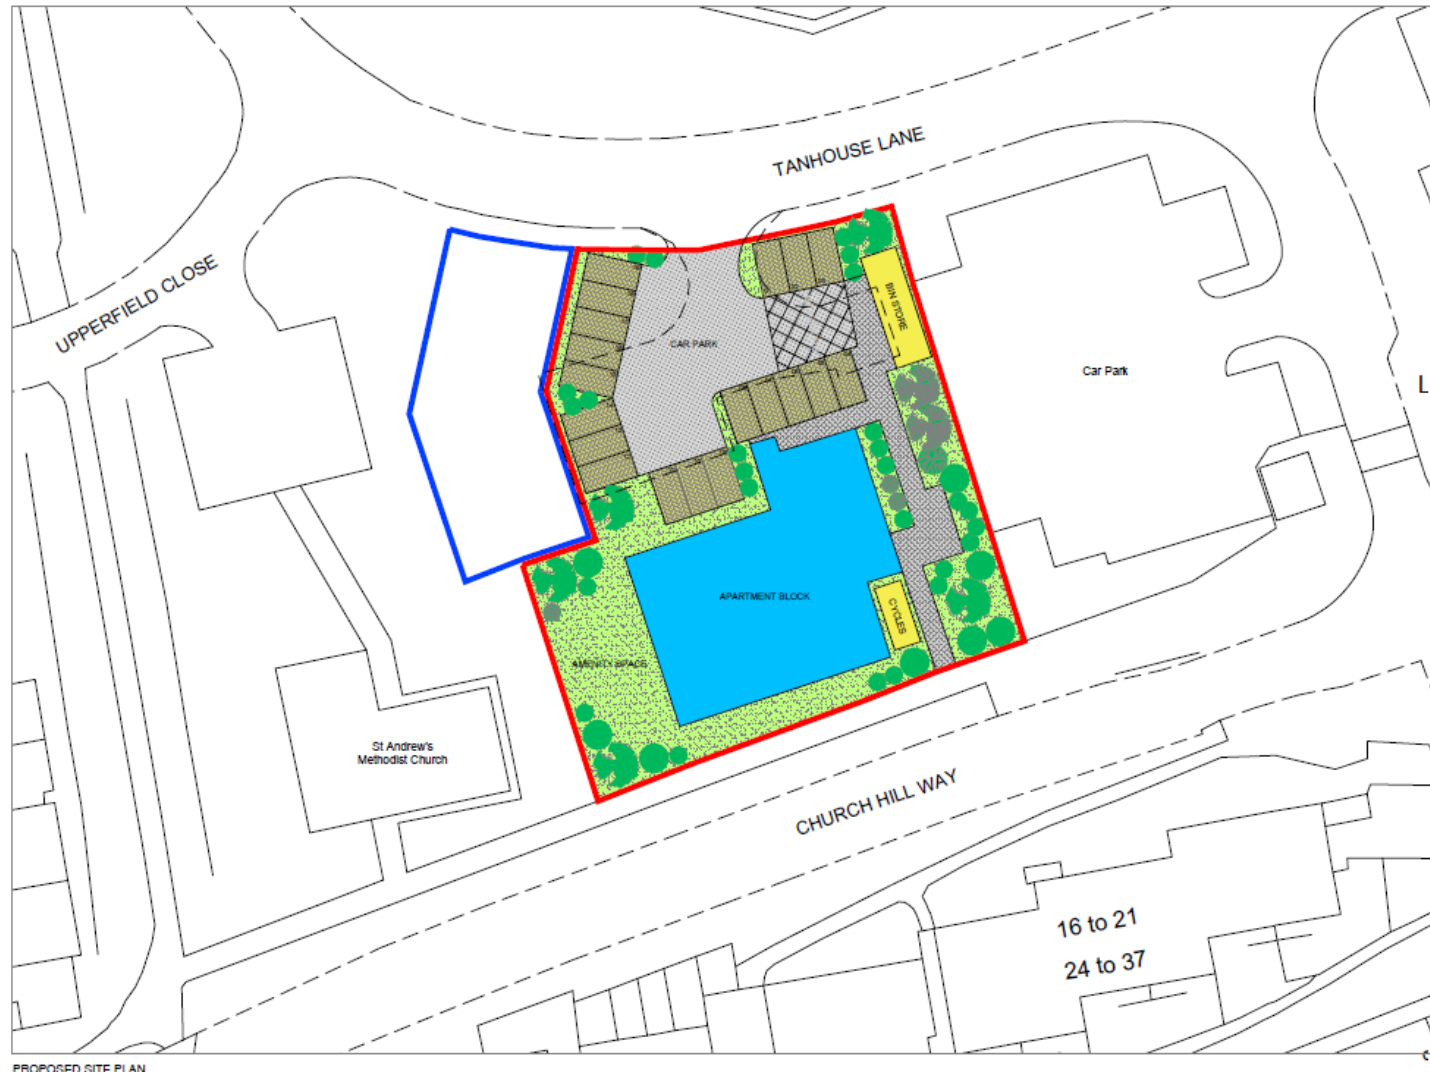 TANHOUSE LANE
UPPERFIELD CLOSE
BIN STORE
CAR PARK
Car Park
L
APARTMENT BLOCK
CYCLES
AMENITY SPACE
St Andrew's
Methodist Church
CHURCH HILL WAY
16 to 21
24 to 37
PROPOSED SITE PLAN